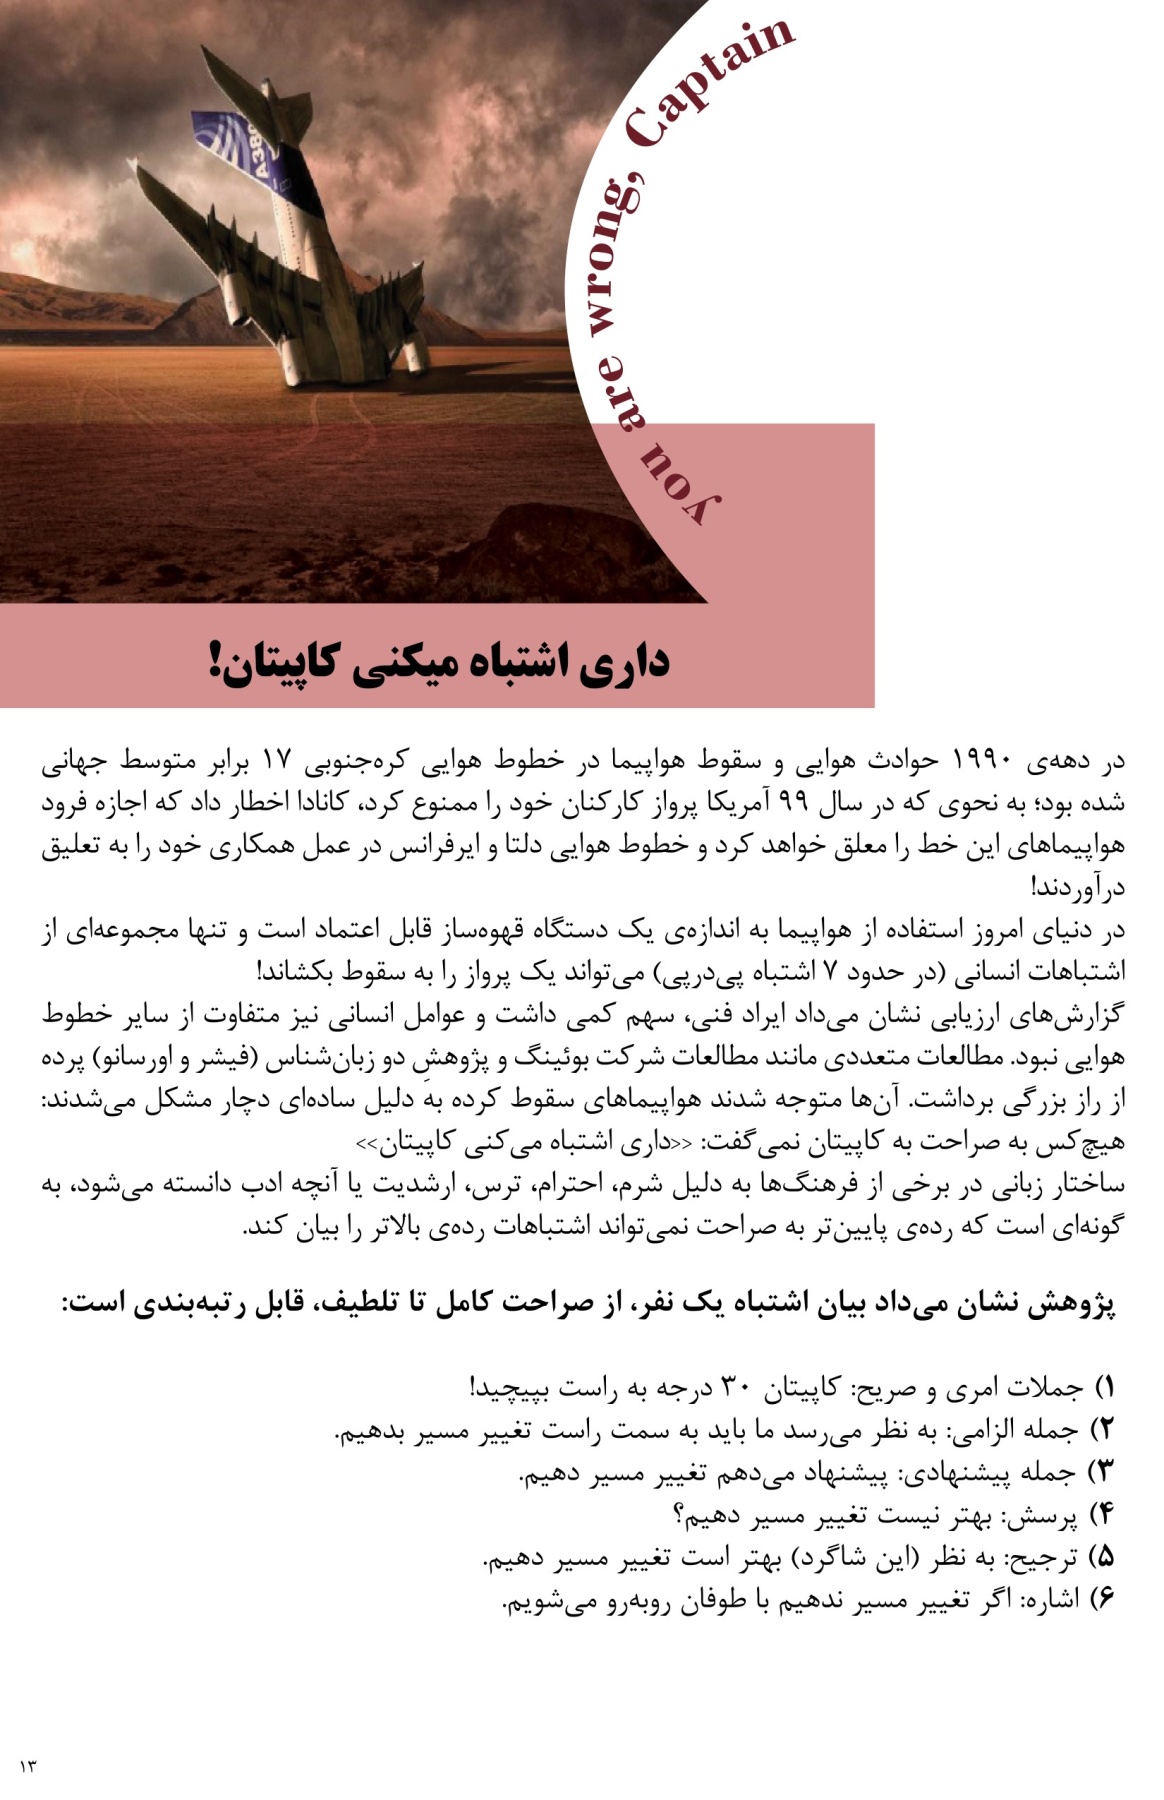 A380
you are wrong, Captain
داری اشتباه میکنی کاپیتان!
در دهه‌ی ۱۹۹۰ حوادث هوایی و سقوط هواپیما در خطوط هوایی کره‌جنوبی ۱۷ برابر متوسط جهانی
شده بود؛ به نحوی که در سال ۹۹ آمریکا پرواز کارکنان خود را ممنوع کرد، کانادا اخطار داد که اجازه فرود
هواپیماهای این خط را معلق خواهد کرد و خطوط هوایی دلتا و ایرفرانس در عمل همکاری خود را به تعلیق
درآوردند!
در دنیای امروز استفاده از هواپیما به اندازه‌ی یک دستگاه قهوه‌ساز قابل اعتماد است و تنها مجموعه‌ای از
اشتباهات انسانی (در حدود ۷ اشتباه پی‌درپی) می‌تواند یک پرواز را به سقوط بکشاند!
گزارش‌های ارزیابی نشان می‌داد ایراد فنی، سهم کمی داشت و عوامل انسانی نیز متفاوت از سایر خطوط
هوایی نبود. مطالعات متعددی مانند مطالعات شرکت بوئینگ و پژوهشِ دو زبان‌شناس (فیشر و اورسانو) پرده
از راز بزرگی برداشت. آن‌ها متوجه شدند هواپیماهای سقوط کرده به دلیل ساده‌ای دچار مشکل می‌شدند:
هیچ‌کس به صراحت به کاپیتان نمی‌گفت: <<داری اشتباه می‌کنی کاپیتان>>
ساختار زبانی در برخی از فرهنگ‌ها به دلیل شرم، احترام، ترس، ارشدیت یا آنچه ادب دانسته می‌شود، به
گونه‌ای است که رده‌ی پایین‌تر به صراحت نمی‌تواند اشتباهات رده‌ی بالاتر را بیان کند.
پژوهش نشان می‌داد بیان اشتباه یک نفر، از صراحت کامل تا تلطیف، قابل رتبه‌بندی است:
۱) جملات امری و صریح: کاپیتان ۳۰ درجه به راست بپیچید!
۲) جمله الزامی: به نظر می‌رسد ما باید به سمت راست تغییر مسیر بدهیم.
۳) جمله پیشنهادی: پیشنهاد می‌دهم تغییر مسیر دهیم.
۴) پرسش: بهتر نیست تغییر مسیر دهیم؟
۵) ترجیح: به نظر (این شاگرد) بهتر است تغییر مسیر دهیم.
۶) اشاره: اگر تغییر مسیر ندهیم با طوفان روبه‌رو می‌شویم.
۱۳